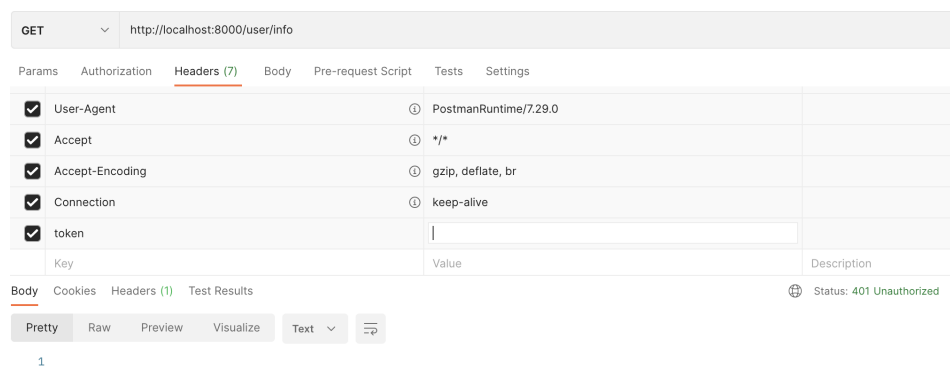 GET http://localhost:8000/user/info
Params Authorization Headers (7) Body Pre-request Script Tests Settings
User-Agent PostmanRuntime/7.29.0
Accept */*
Accept-Encoding gzip, deflate, br
Connection keep-alive
token
Key Value Description
Body Cookies Headers (1) Test Results Status: 401 Unauthorized
Pretty Raw Preview Visualize Text
1